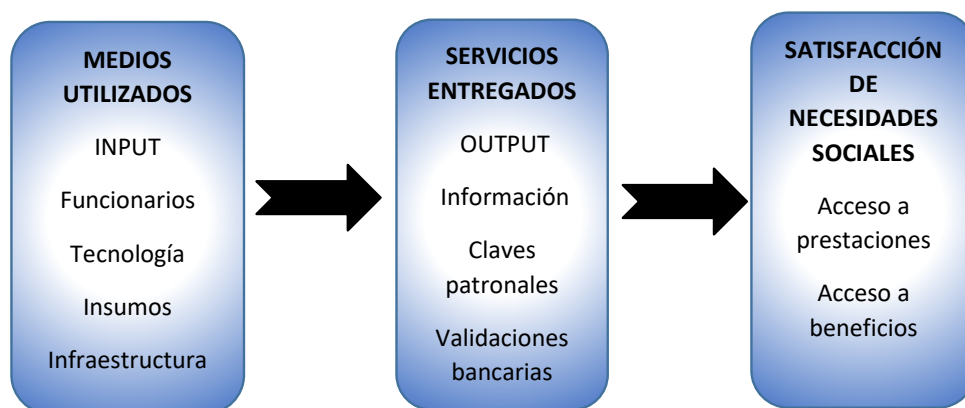 MEDIOS
UTILIZADOS
INPUT
Funcionarios
Tecnología
Insumos
Infraestructura
SERVICIOS
ENTREGADOS
OUTPUT
Información
Claves
patronales
Validaciones
bancarias
SATISFACCIÓN
DE
NECESIDADES
SOCIALES
Acceso a
prestaciones
Acceso a
beneficios